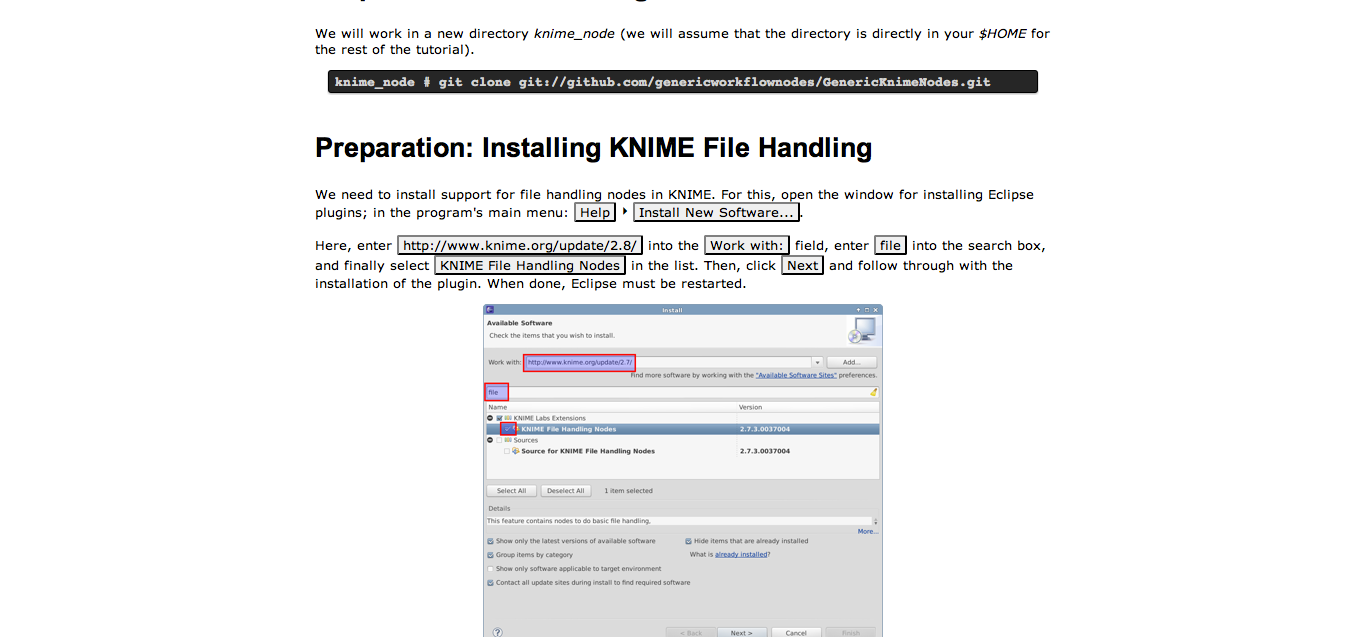 We will work in a new directory knime_node (we will assume that the directory is directly in your $HOME for
the rest of the tutorial).
knime_node # git clone git://github.com/genericworkflownodes/GenericKnimeNodes.git
Preparation: Installing KNIME File Handling
We need to install support for file handling nodes in KNIME. For this, open the window for installing Eclipse
plugins; in the program's main menu: Help ‣ Install New Software... .
Here, enter http://www.knime.org/update/2.8/ into the Work with: field, enter file into the search box,
and finally select KNIME File Handling Nodes in the list. Then, click Next and follow through with the
installation of the plugin. When done, Eclipse must be restarted.
Install
Available Software
Check the items that you wish to install.
Work with: http://www.knime.org/update/2.7/ Add...
Find more software by working with the "Available Software Sites" preferences.
file
Name Version
KNIME Labs Extensions
KNIME File Handling Nodes 2.7.3.0037004
Sources
Source for KNIME File Handling Nodes 2.7.3.0037004
Select All Deselect All 1 item selected
Details
This feature contains nodes to do basic file handling.
More...
Show only the latest versions of available software Hide items that are already installed
Group items by category What is already installed?
Show only software applicable to target environment
Contact all update sites during install to find required software
? < Back Next > Cancel Finish